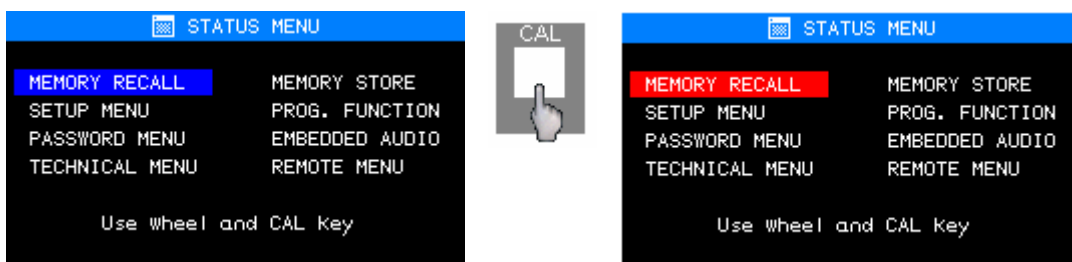 STATUS MENU
MEMORY RECALL MEMORY STORE
SETUP MENU PROG. FUNCTION
PASSWORD MENU EMBEDDED AUDIO
TECHNICAL MENU REMOTE MENU
Use Wheel and CAL Key
CAL
STATUS MENU
MEMORY RECALL MEMORY STORE
SETUP MENU PROG. FUNCTION
PASSWORD MENU EMBEDDED AUDIO
TECHNICAL MENU REMOTE MENU
Use Wheel and CAL Key